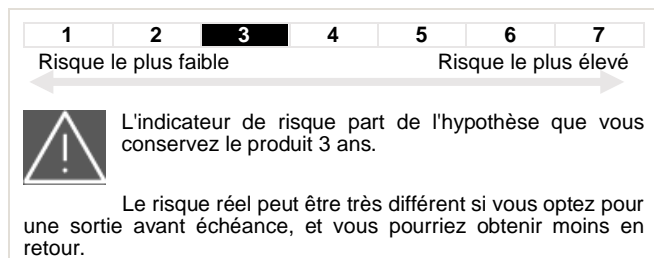 1 2 3 4 5 6 7
Risque le plus faible Risque le plus élevé
L'indicateur de risque part de l'hypothèse que vous
conservez le produit 3 ans.
Le risque réel peut être très différent si vous optez pour
une sortie avant échéance, et vous pourriez obtenir moins en
retour.